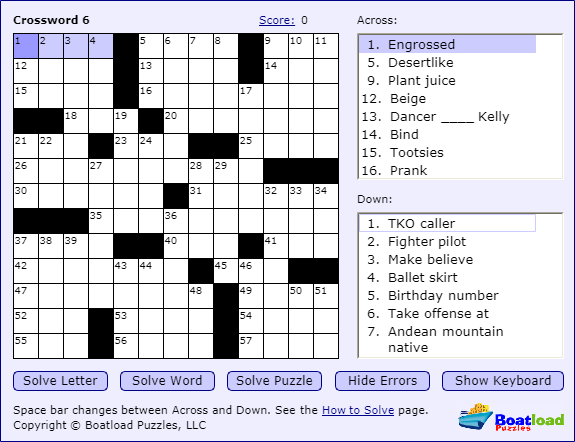 Crossword 6 Score: 0
1 2 3 4 5 6 7 8 9 10 11
12 13 14
15 16 17
18 19 20
21 22 23 24 25
26 27 28 29
30 31 32 33 34
35 36
37 38 39 40 41
42 43 44 45 46
47 48 49 50 51
52 53 54
55 56 57
Across:
1. Engrossed
5. Desertlike
9. Plant juice
12. Beige
13. Dancer ____ Kelly
14. Bind
15. Tootsies
16. Prank
Down:
1. TKO caller
2. Fighter pilot
3. Make believe
4. Ballet skirt
5. Birthday number
6. Take offense at
7. Andean mountain
native
Solve Letter Solve Word Solve Puzzle Hide Errors Show Keyboard
Space bar changes between Across and Down. See the How to Solve page.
Copyright © Boatload Puzzles, LLC
Boatload
Puzzles